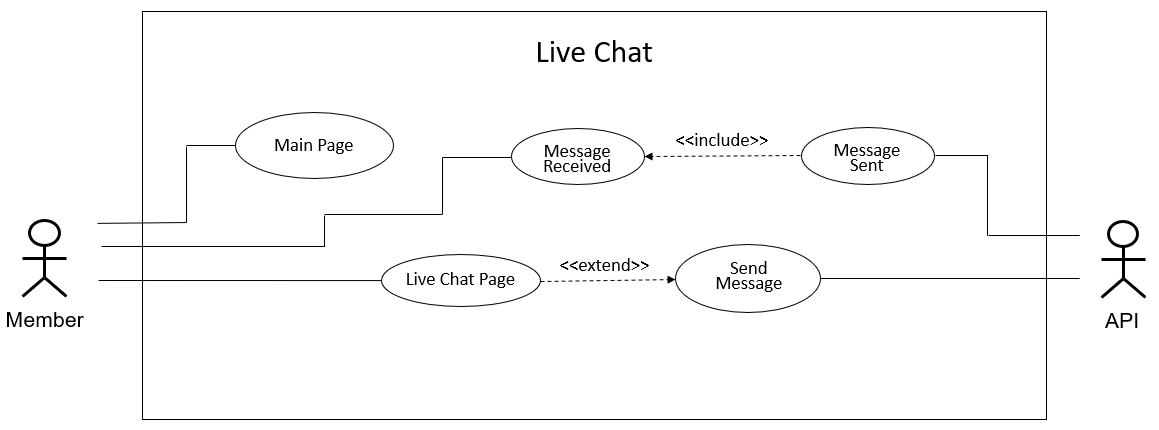 Live Chat
Main Page
Message
Received
<<include>>
Message
Sent
Live Chat Page
<<extend>>
Send
Message
Member
API